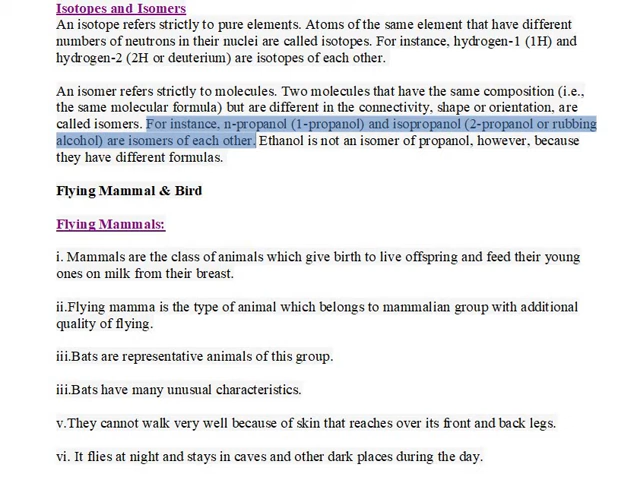 Isotopes and Isomers
An isotope refers strictly to pure elements. Atoms of the same element that have different
numbers of neutrons in their nuclei are called isotopes. For instance, hydrogen-1 (1H) and
hydrogen-2 (2H or deuterium) are isotopes of each other.
An isomer refers strictly to molecules. Two molecules that have the same composition (i.e.,
the same molecular formula) but are different in the connectivity, shape or orientation, are
called isomers. For instance, n-propanol (1-propanol) and isopropanol (2-propanol or rubbing
alcohol) are isomers of each other. Ethanol is not an isomer of propanol, however, because
they have different formulas.
Flying Mammal & Bird
Flying Mammals:
i. Mammals are the class of animals which give birth to live offspring and feed their young
ones on milk from their breast.
ii.Flying mamma is the type of animal which belongs to mammalian group with additional
quality of flying.
iii.Bats are representative animals of this group.
iii.Bats have many unusual characteristics.
v.They cannot walk very well because of skin that reaches over its front and back legs.
vi. It flies at night and stays in caves and other dark places during the day.